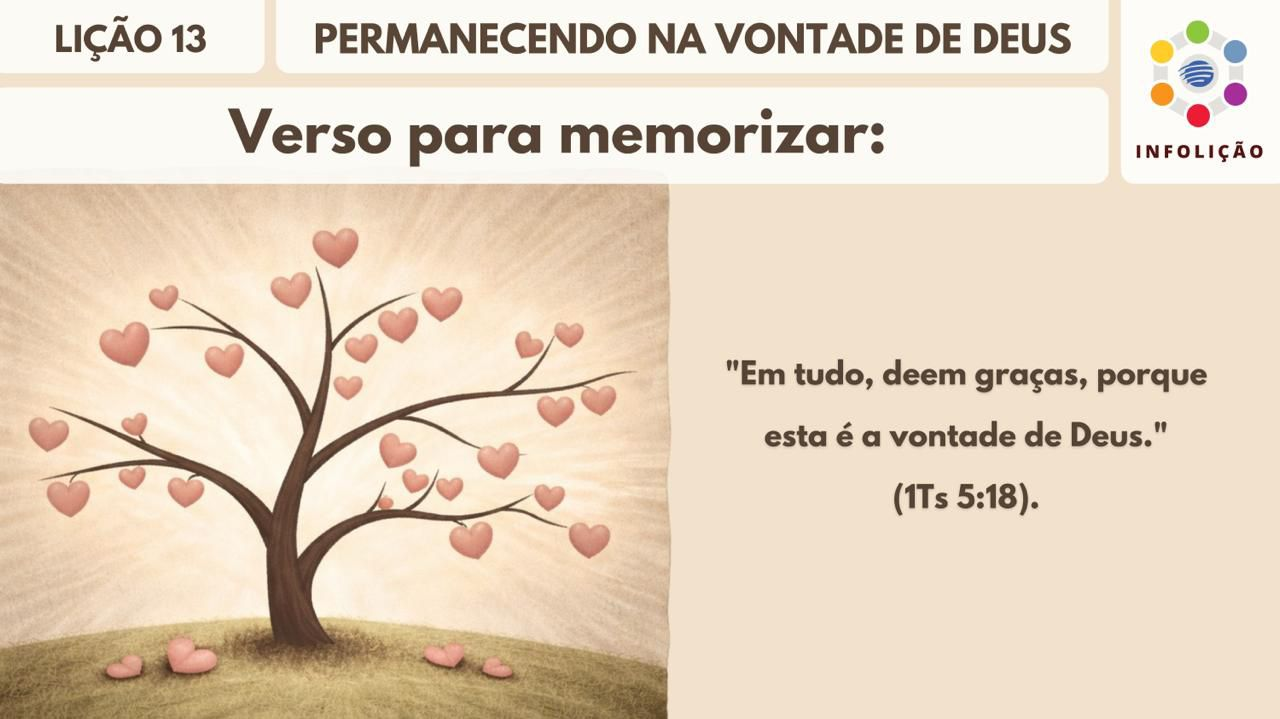 LIÇÃO 13
PERMANECENDO NA VONTADE DE DEUS
Verso para memorizar:
INFOLIÇÃO
"Em tudo, deem graças, porque
esta é a vontade de Deus."
(1Ts 5:18).